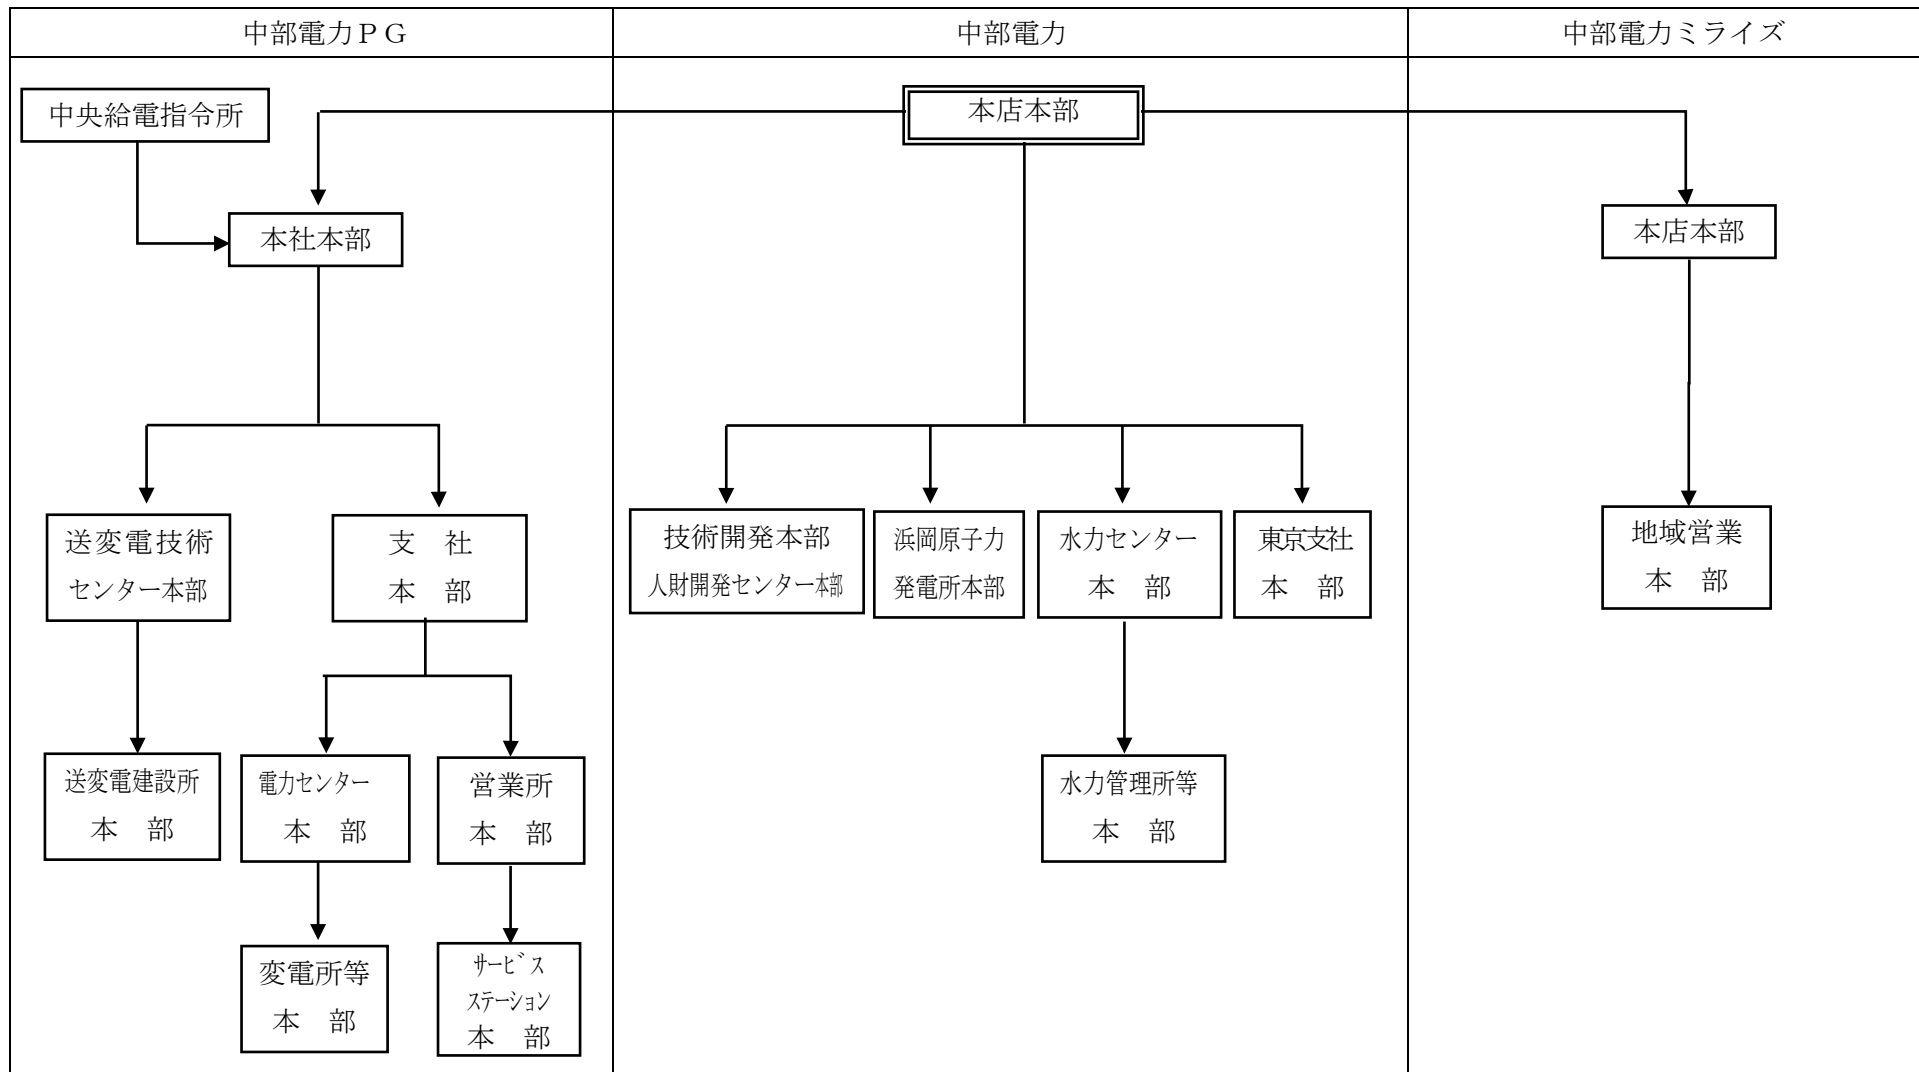 中部電力ＰＧ
中部電力
中部電力ミライズ
中央給電指令所
本店本部
本社本部
本店本部
送変電技術
センター本部
支　社
本　部
技術開発本部
人財開発センター本部
浜岡原子力
発電所本部
水力センター
本　部
東京支社
本　部
地域営業
本　部
送変電建設所
本　部
電力センター
本　部
営業所
本　部
水力管理所等
本　部
変電所等
本　部
ｻｰﾋﾞｽ
ｽﾃｰｼｮﾝ
本　部